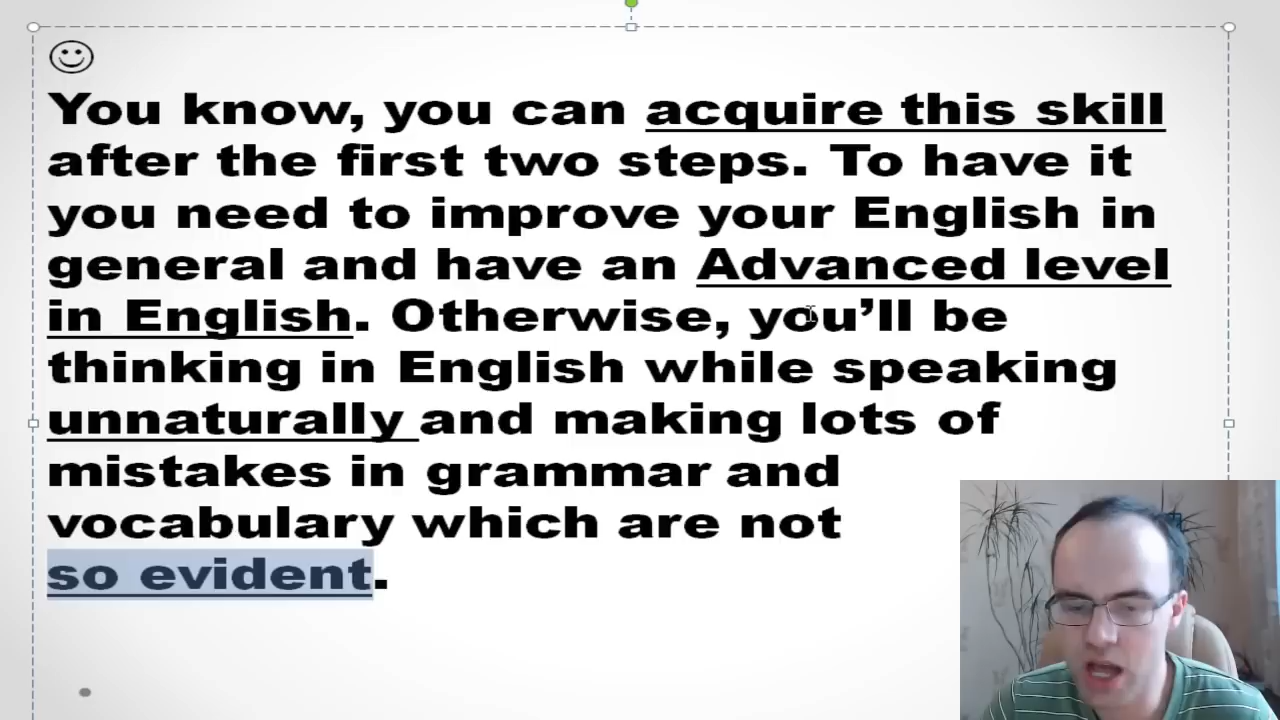 You know, you can acquire this skill
after the first two steps. To have it
you need to improve your English in
general and have an Advanced level
in English. Otherwise, you’ll be
thinking in English while speaking
unnaturally and making lots of
mistakes in grammar and
vocabulary which are not
so evident.